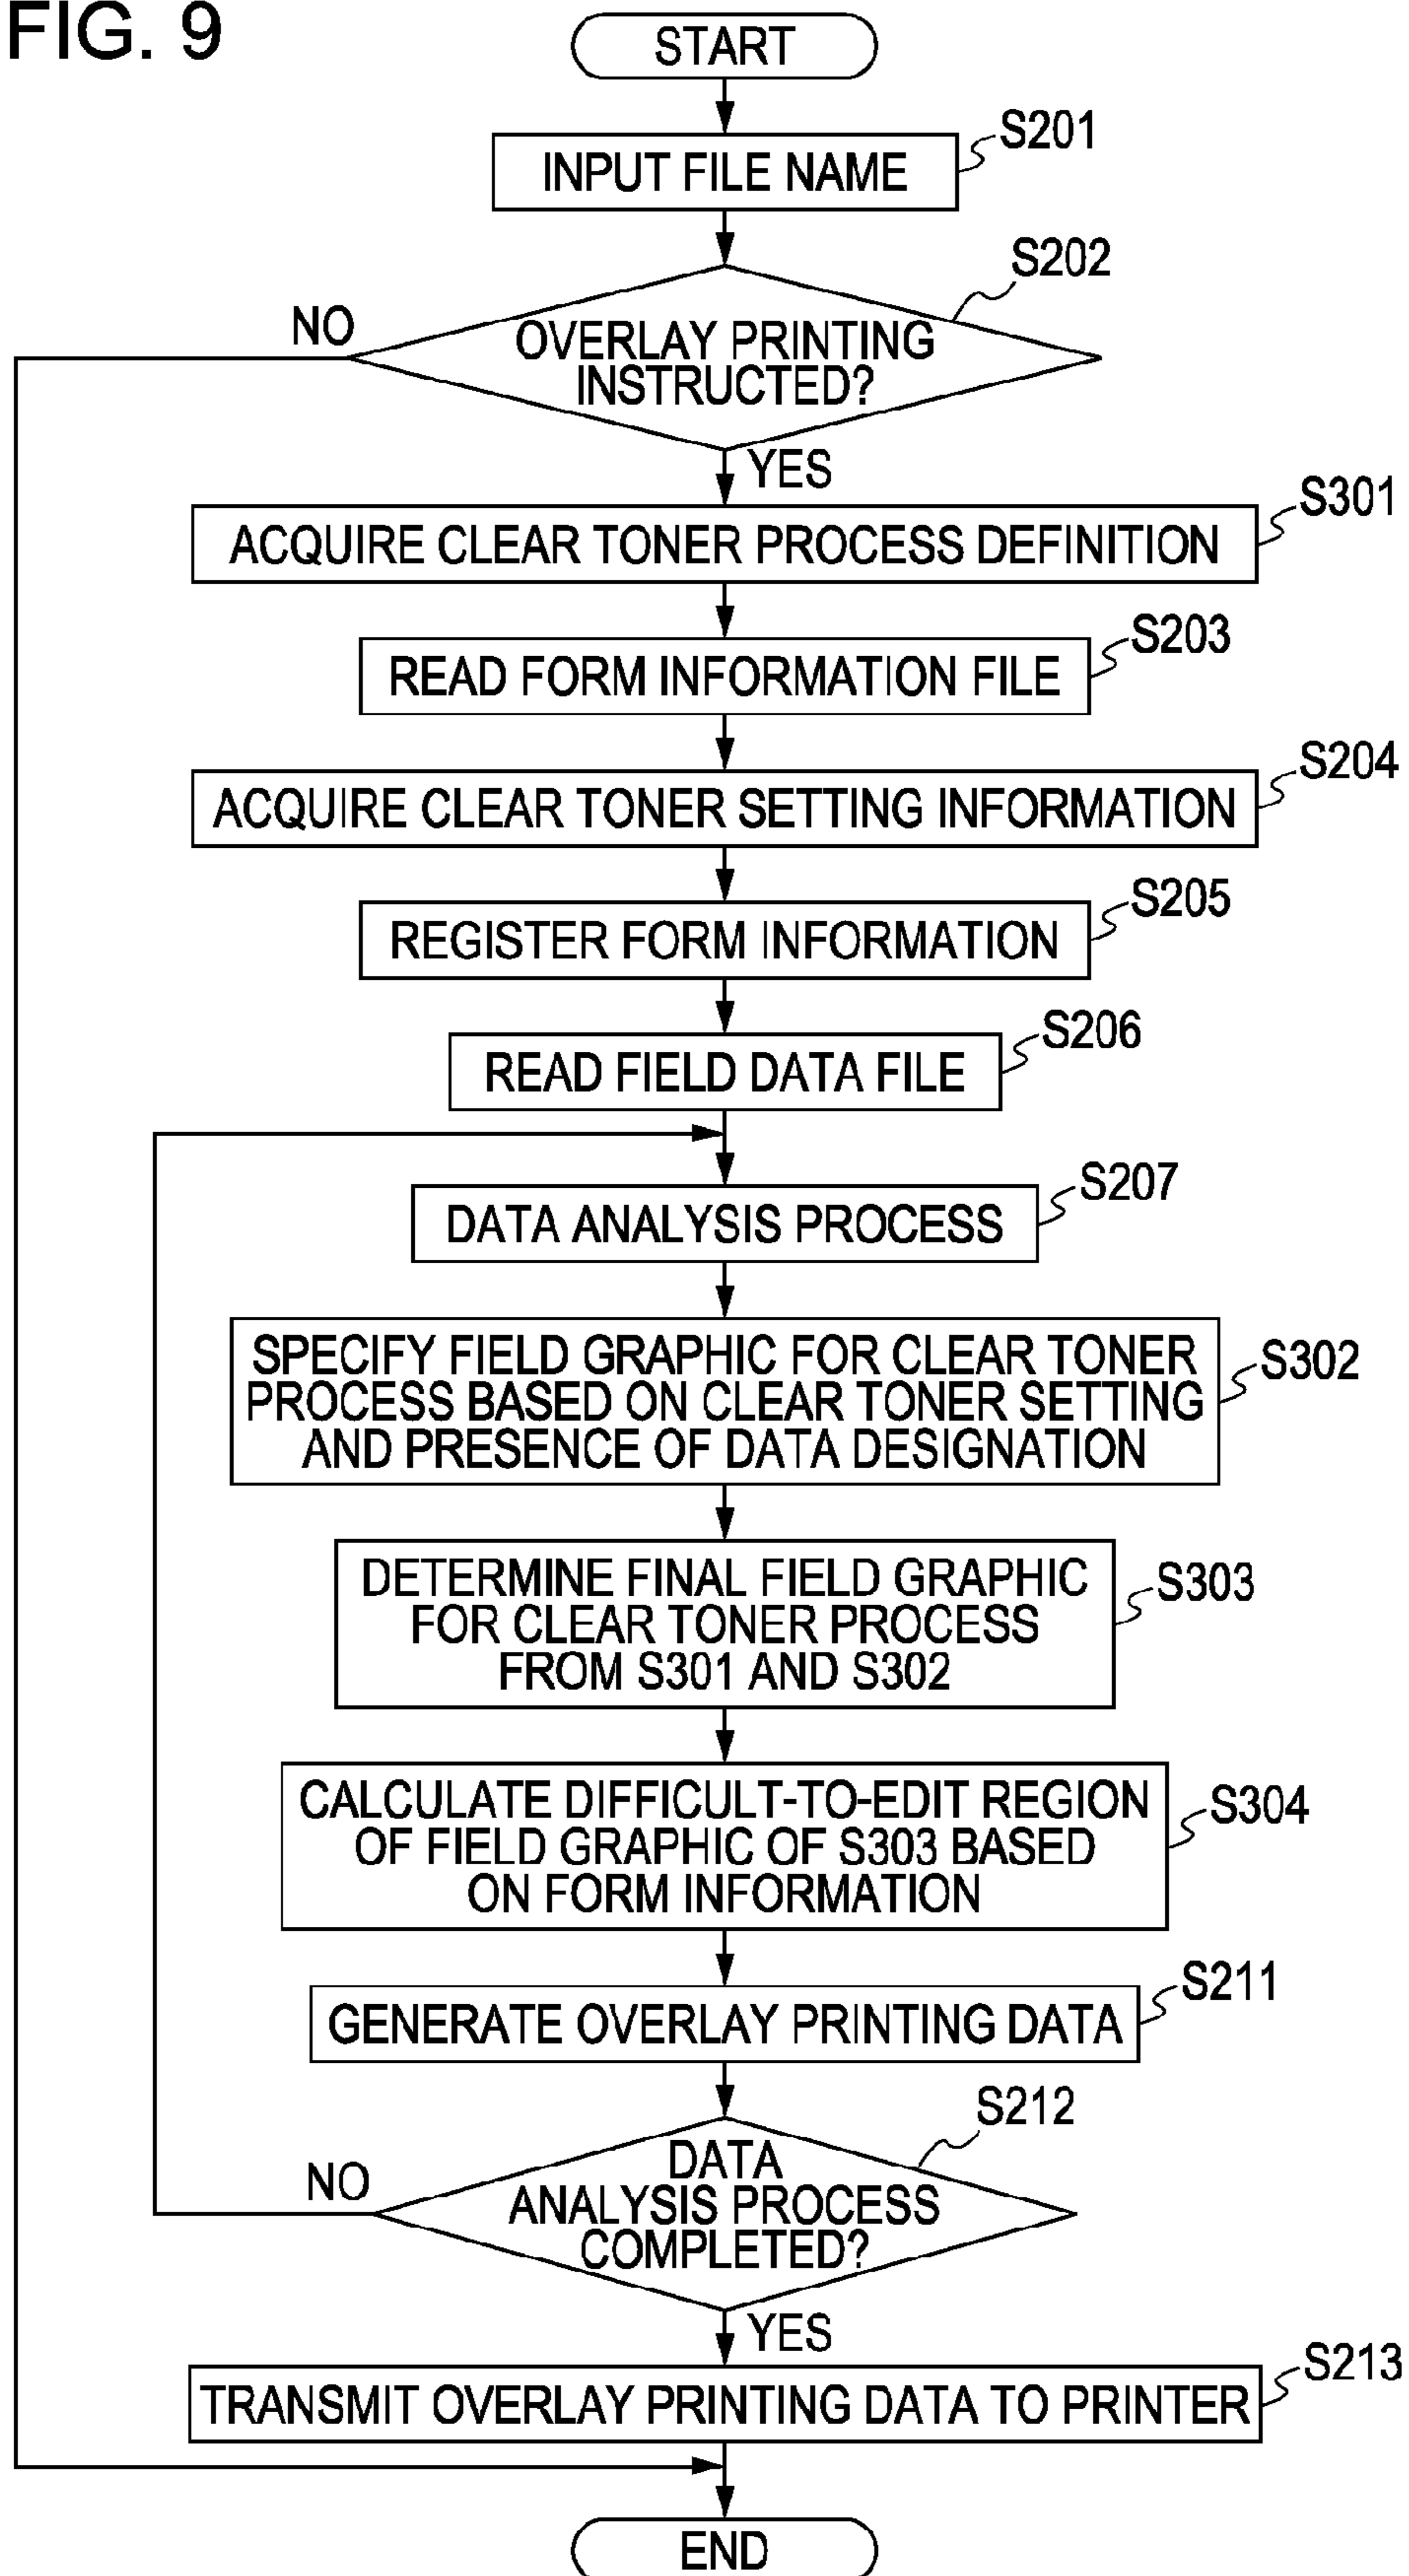 FIG. 9
START
INPUT FILE NAME
S201
S202
OVERLAY PRINTING
INSTRUCTED?
NO
YES
ACQUIRE CLEAR TONER PROCESS DEFINITION
S301
READ FORM INFORMATION FILE
S203
ACQUIRE CLEAR TONER SETTING INFORMATION
S204
REGISTER FORM INFORMATION
S205
READ FIELD DATA FILE
S206
DATA ANALYSIS PROCESS
S207
SPECIFY FIELD GRAPHIC FOR CLEAR TONER
PROCESS BASED ON CLEAR TONER SETTING
AND PRESENCE OF DATA DESIGNATION
S302
DETERMINE FINAL FIELD GRAPHIC
FOR CLEAR TONER PROCESS
FROM S301 AND S302
S303
CALCULATE DIFFICULT-TO-EDIT REGION
OF FIELD GRAPHIC OF S303 BASED
ON FORM INFORMATION
S304
GENERATE OVERLAY PRINTING DATA
S211
S212
DATA
ANALYSIS PROCESS
COMPLETED?
NO
YES
TRANSMIT OVERLAY PRINTING DATA TO PRINTER
S213
END